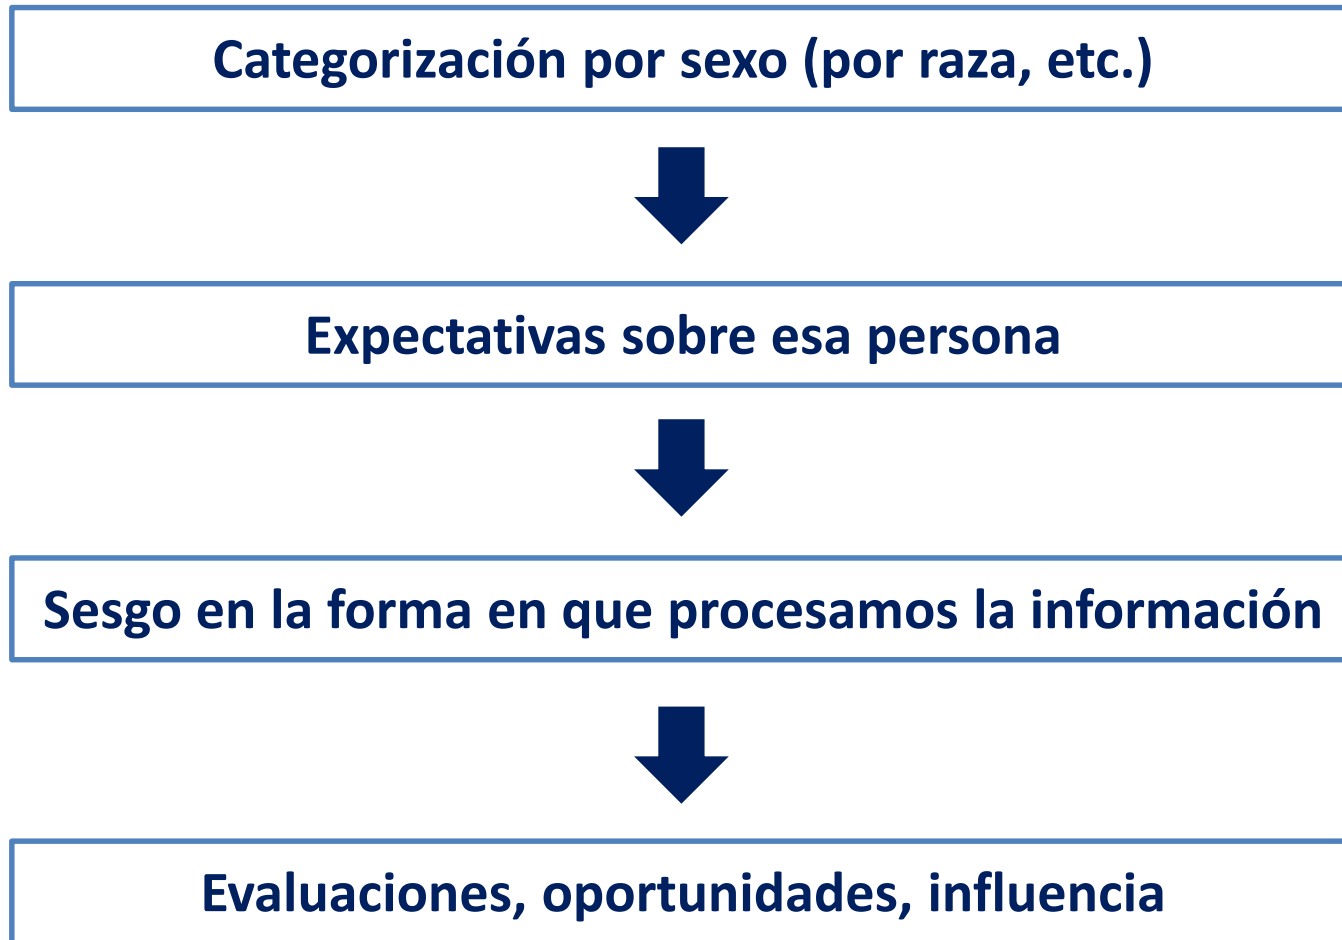 Categorización por sexo (por raza, etc.)
Expectativas sobre esa persona
Sesgo en la forma en que procesamos la información
Evaluaciones, oportunidades, influencia